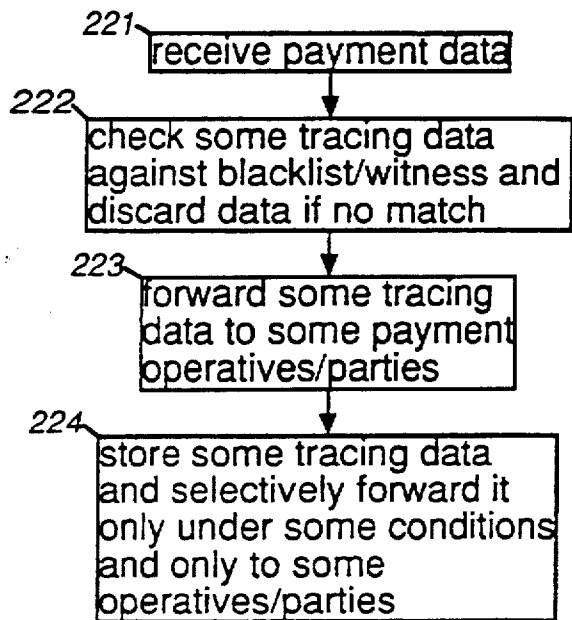 221
receive payment data
222
check some tracing data
against blacklist/witness and
discard data if no match
223
forward some tracing
data to some payment
operatives/parties
224
store some tracing data
and selectively forward it
only under some conditions
and only to some
operatives/parties